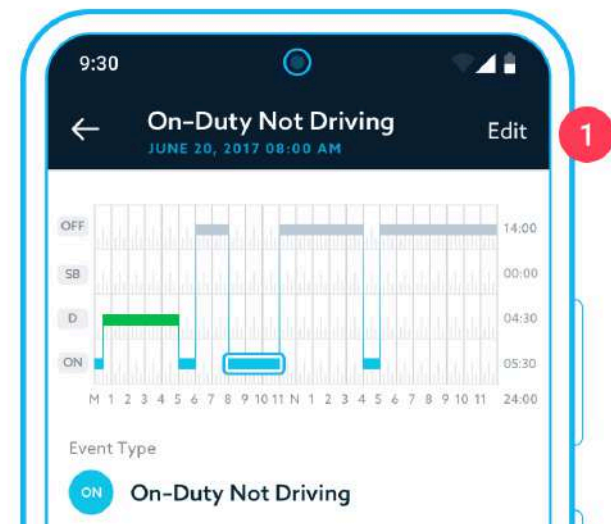 9:30
On-Duty Not Driving
JUNE 20, 2017 08:00 AM
Edit
1
OFF 14:00
SB 00:00
D 04:30
ON 05:30
M 1 2 3 4 5 6 7 8 9 10 11 N 1 2 3 4 5 6 7 8 9 10 11 24:00
Event Type
ON On-Duty Not Driving